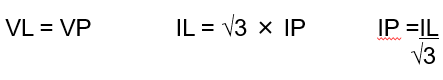 VL = VP IL = √3 × IP IP =IL
√3